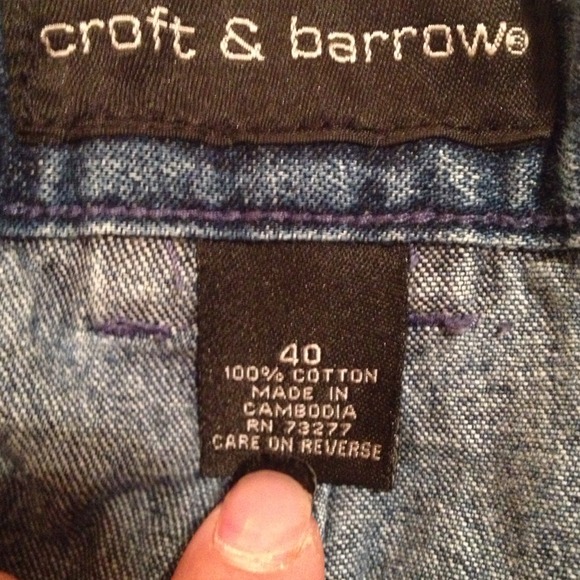 croft & barrow®
40
100% COTTON
MADE IN
CAMBODIA
RN 73277
CARE ON REVERSE